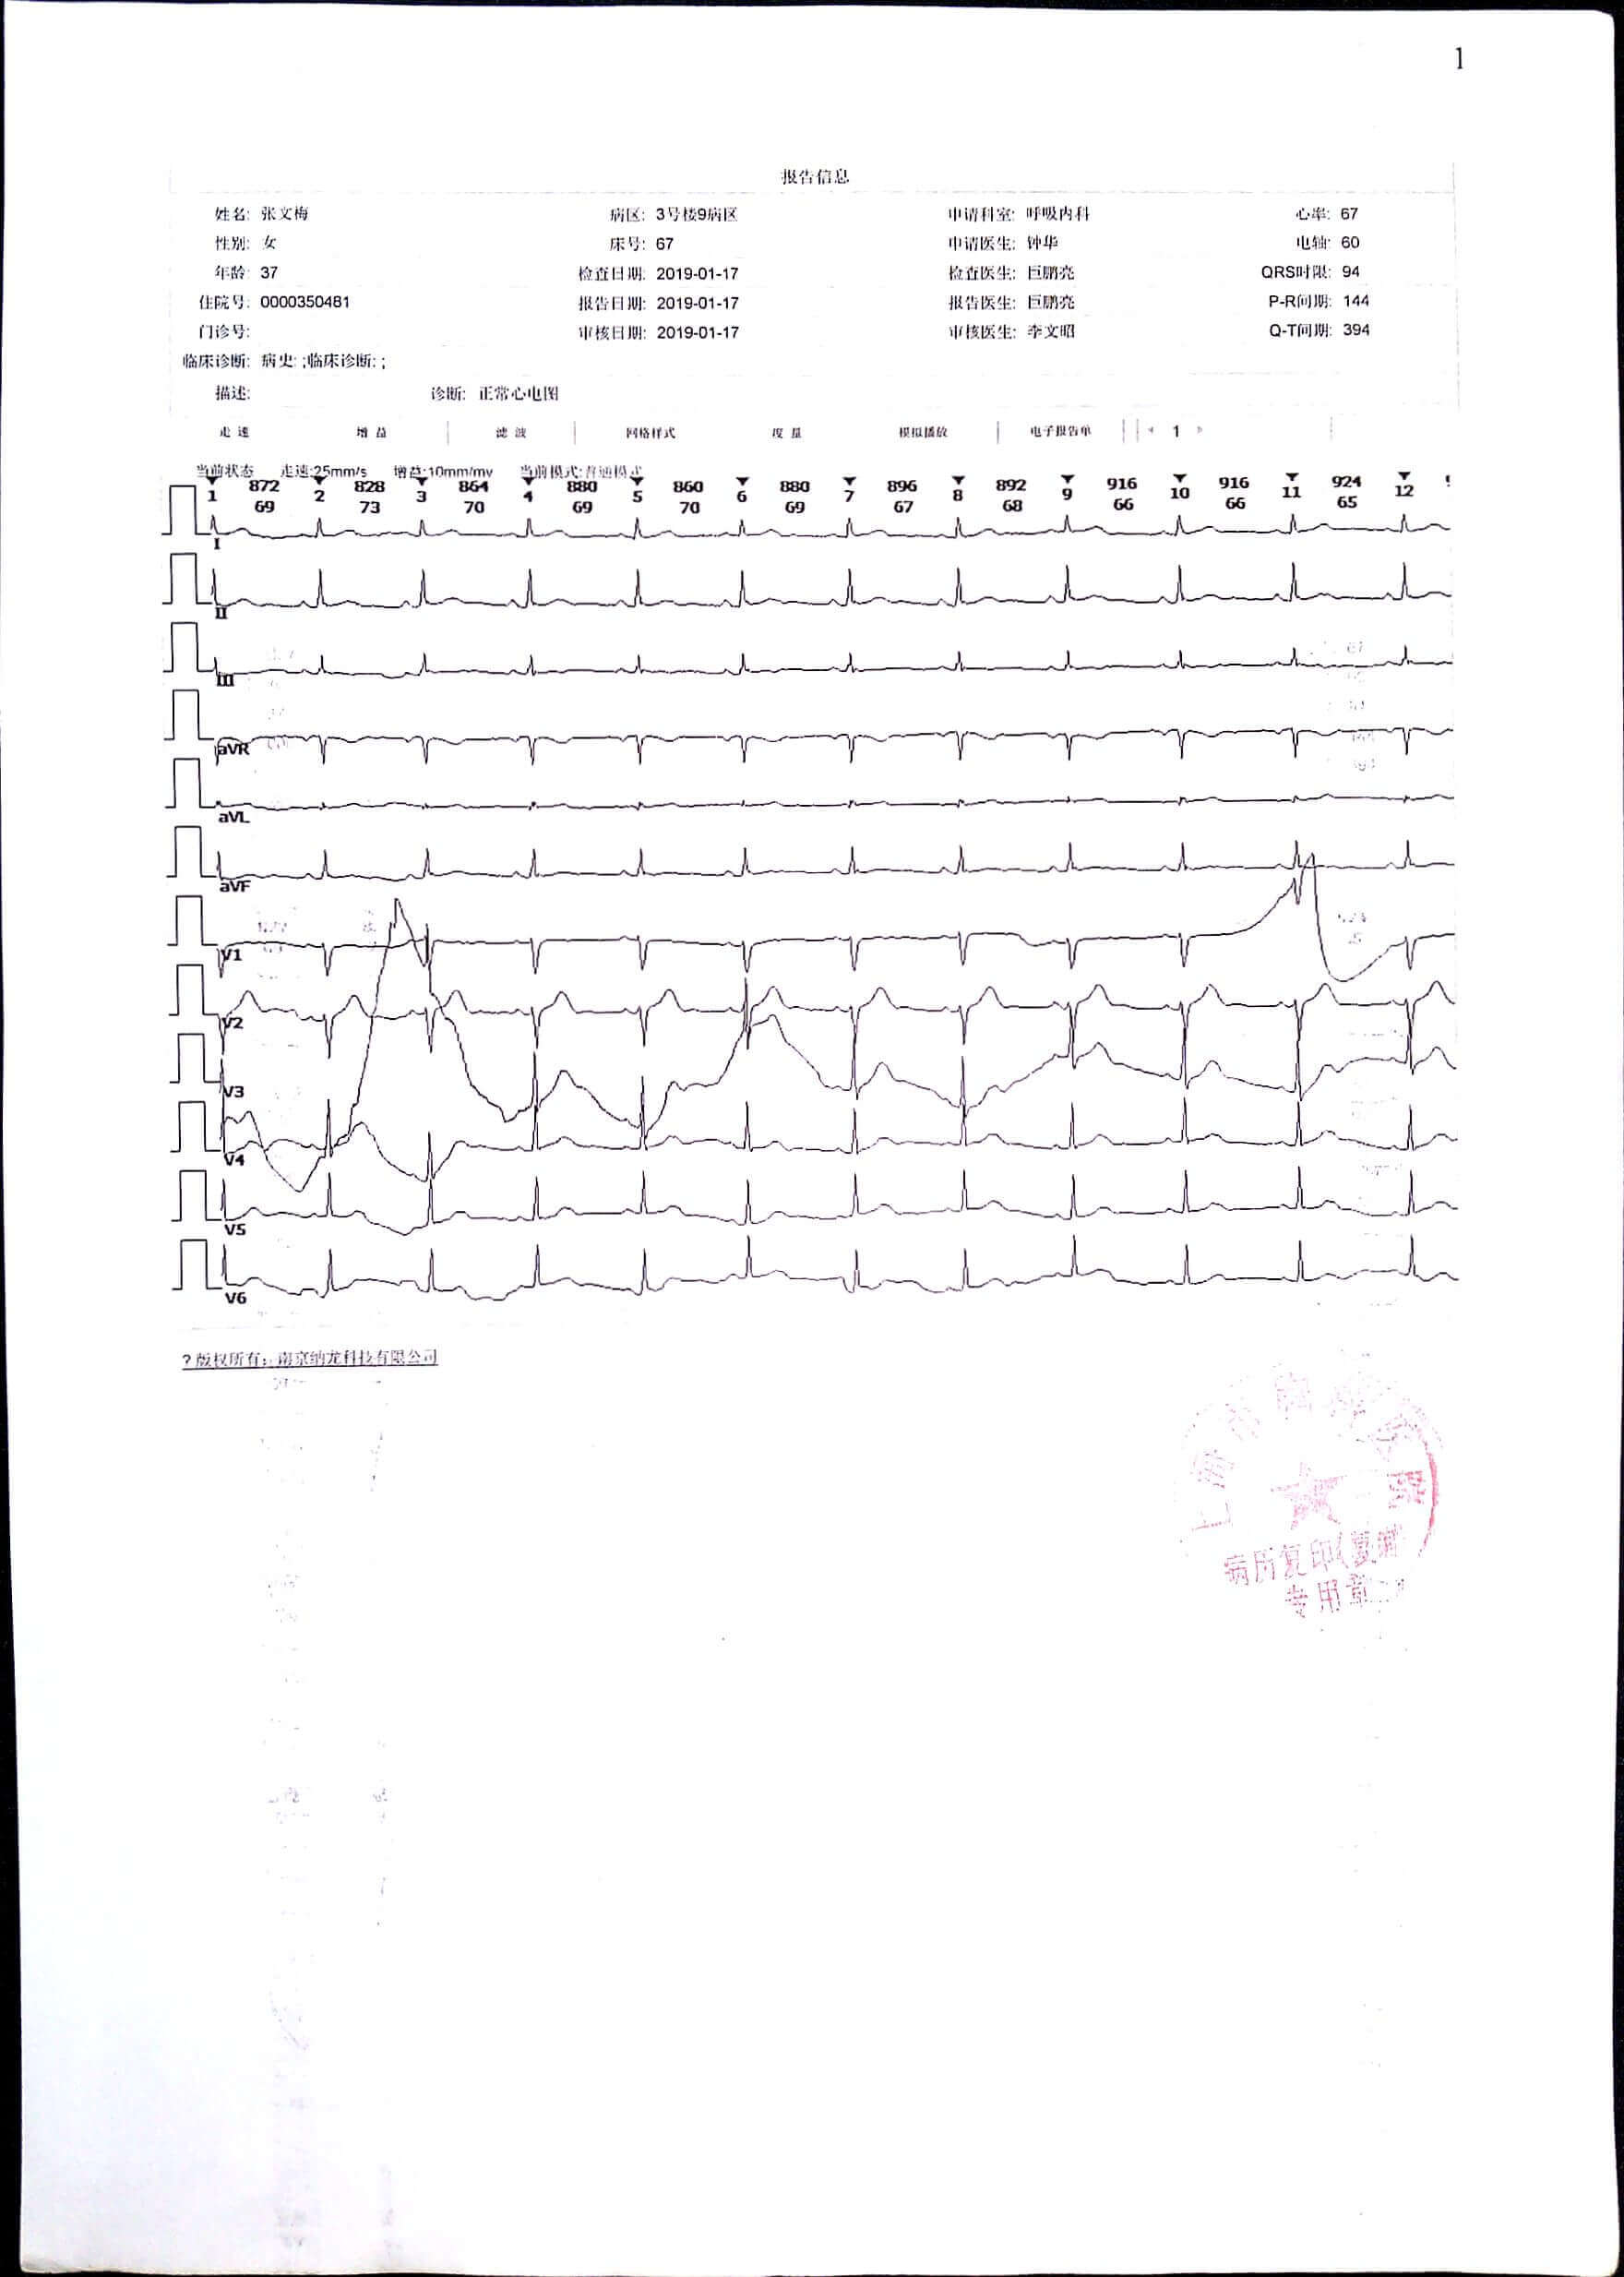 1
报告信息
姓名: 张文梅 病区: 3号楼9病区 申请科室: 呼吸内科 心率: 67
性别: 女 床号: 67 申请医生: 钟华 电轴: 60
年龄: 37 检查日期: 2019-01-17 检查医生: 巨鹏亮 QRS时限: 94
住院号: 0000350481 报告日期: 2019-01-17 报告医生: 巨鹏亮 P-R间期: 144
门诊号: 审核日期: 2019-01-17 审核医生: 李文昭 Q-T间期: 394
临床诊断: 病史: ;临床诊断: ;
描述: 诊断: 正常心电图
走速 增益 滤波 网格样式 度量 模拟播放 电子报告单 1
当前状态 走速:25mm/s 增益:10mm/mv 当前模式:普通模式
872 828 864 880 860 880 896 892 916 916 924
1 2 3 4 5 6 7 8 9 10 11 12
69 73 70 69 70 69 67 68 66 66 65
I
II
III
aVR
aVL
aVF
V1
V2
V3
V4
V5
V6
?版权所有: 南京纳龙科技有限公司
专用章